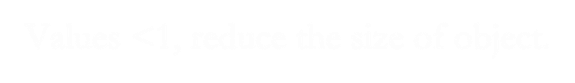 Values <1, reduce the size of object.